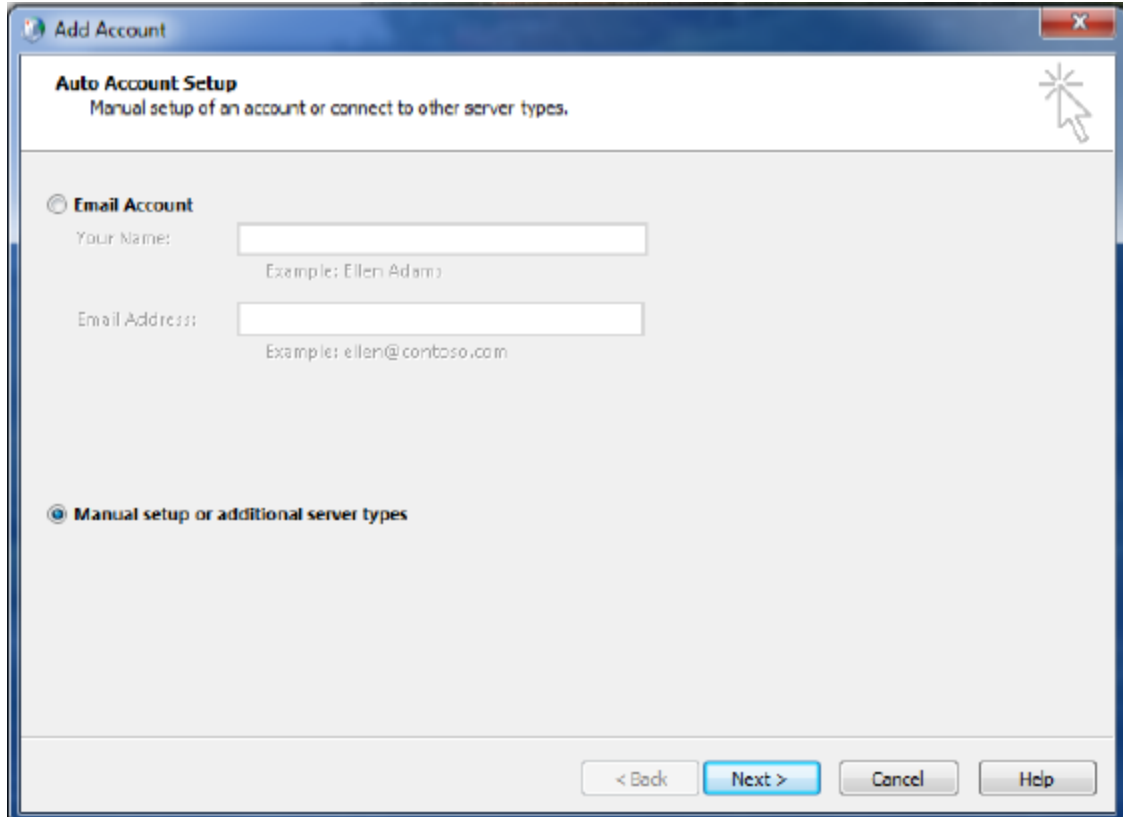 Add Account
Auto Account Setup
Manual setup of an account or connect to other server types.
Email Account
Your Name:
Example: Ellen Adams
Email Address:
Example: ellen@contoso.com
Manual setup or additional server types
< Back Next > Cancel Help